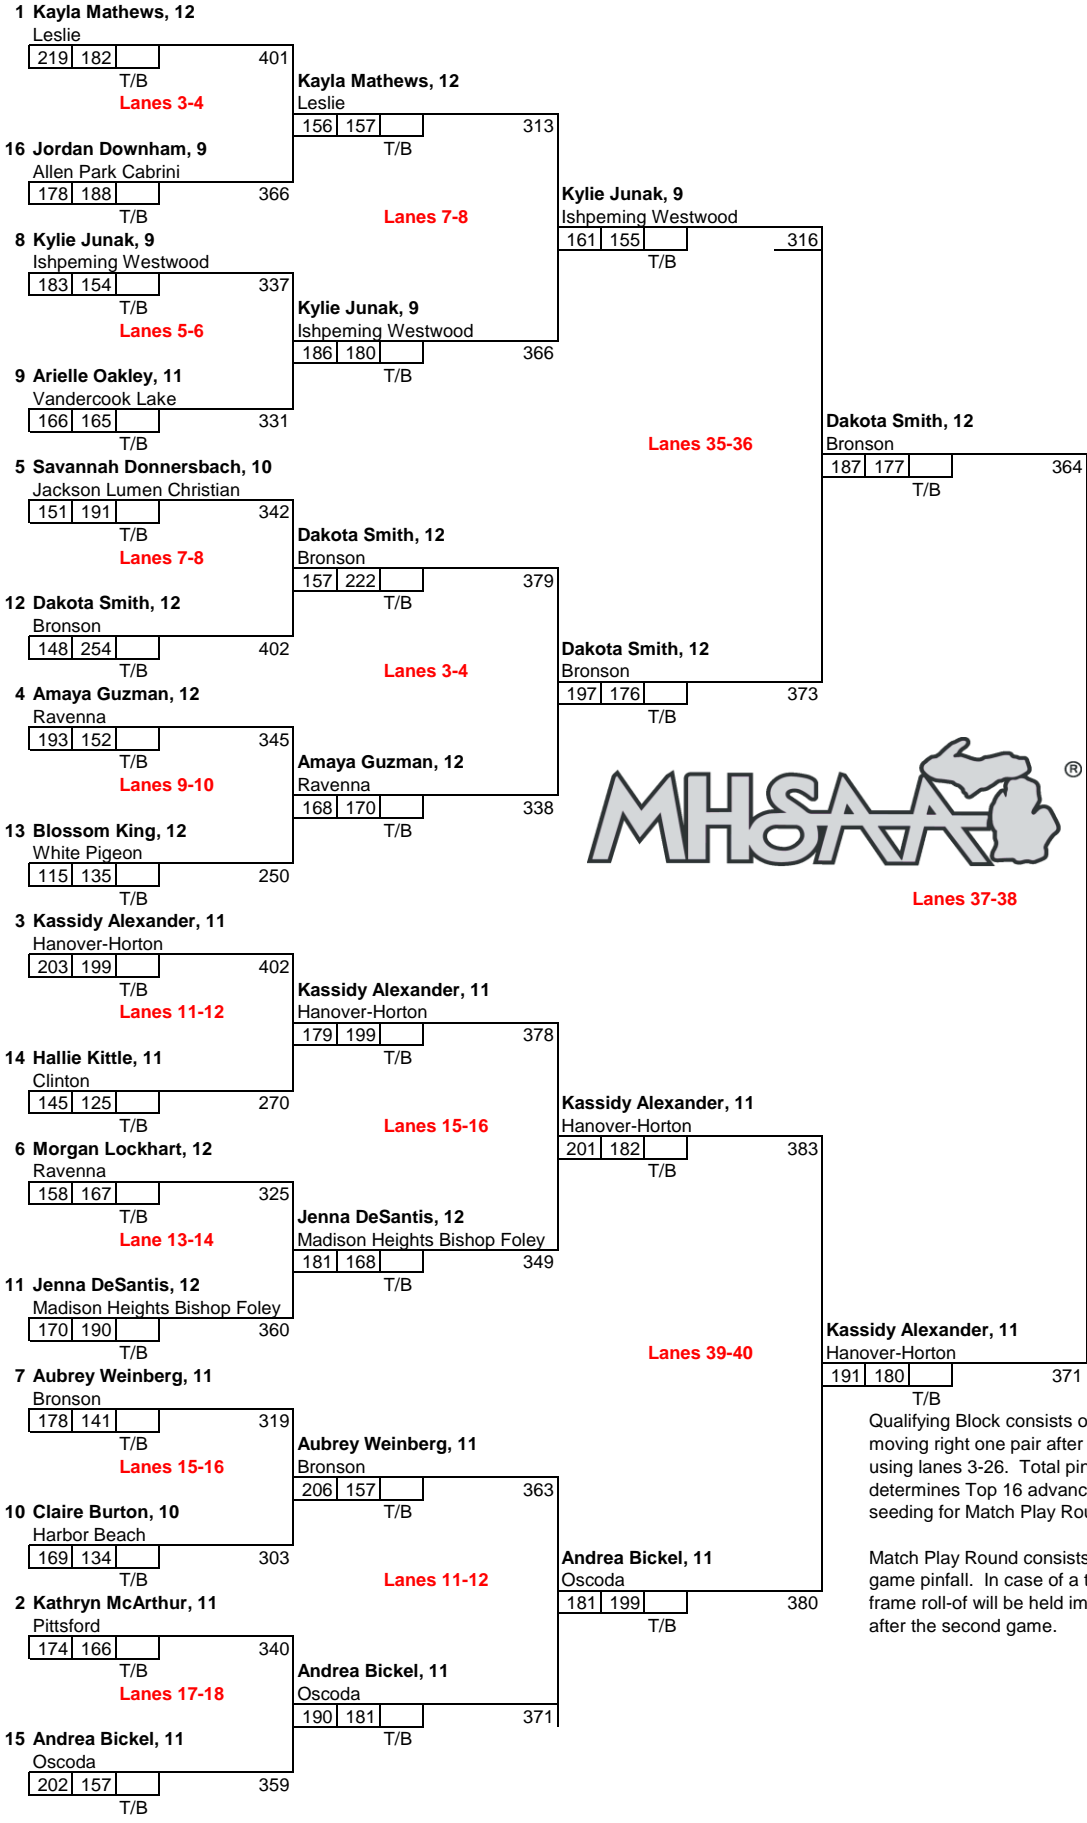 1 Kayla Mathews, 12
Leslie
219 182 401
T/B
Lanes 3-4
16 Jordan Downham, 9
Allen Park Cabrini
178 188 366
T/B
8 Kylie Junak, 9
Ishpeming Westwood
183 154 337
T/B
Lanes 5-6
9 Arielle Oakley, 11
Vandercook Lake
166 165 331
T/B
5 Savannah Donnersbach, 10
Jackson Lumen Christian
151 191 342
T/B
Lanes 7-8
12 Dakota Smith, 12
Bronson
148 254 402
T/B
4 Amaya Guzman, 12
Ravenna
193 152 345
T/B
Lanes 9-10
13 Blossom King, 12
White Pigeon
115 135 250
T/B
3 Kassidy Alexander, 11
Hanover-Horton
203 199 402
T/B
Lanes 11-12
14 Hallie Kittle, 11
Clinton
145 125 270
T/B
6 Morgan Lockhart, 12
Ravenna
158 167 325
T/B
Lane 13-14
11 Jenna DeSantis, 12
Madison Heights Bishop Foley
170 190 360
T/B
7 Aubrey Weinberg, 11
Bronson
178 141 319
T/B
Lanes 15-16
10 Claire Burton, 10
Harbor Beach
169 134 303
T/B
2 Kathryn McArthur, 11
Pittsford
174 166 340
T/B
Lanes 17-18
15 Andrea Bickel, 11
Oscoda
202 157 359
T/B
Kayla Mathews, 12
Leslie
156 157 313
T/B
Lanes 7-8
Kylie Junak, 9
Ishpeming Westwood
186 180 366
T/B
Dakota Smith, 12
Bronson
157 222 379
T/B
Lanes 3-4
Amaya Guzman, 12
Ravenna
168 170 338
T/B
Kassidy Alexander, 11
Hanover-Horton
179 199 378
T/B
Lanes 15-16
Jenna DeSantis, 12
Madison Heights Bishop Foley
181 168 349
T/B
Aubrey Weinberg, 11
Bronson
206 157 363
T/B
Lanes 11-12
Andrea Bickel, 11
Oscoda
190 181 371
T/B
Kylie Junak, 9
Ishpeming Westwood
161 155 316
T/B
Lanes 35-36
Dakota Smith, 12
Bronson
197 176 373
T/B
Kassidy Alexander, 11
Hanover-Horton
201 182 383
T/B
Lanes 39-40
Andrea Bickel, 11
Oscoda
181 199 380
T/B
Dakota Smith, 12
Bronson
187 177 364
T/B
MHSAA ®
Lanes 37-38
Kassidy Alexander, 11
Hanover-Horton
191 180 371
T/B
Qualifying Block consists o
moving right one pair after
using lanes 3-26. Total pin
determines Top 16 advanc
seeding for Match Play Rou
Match Play Round consists
game pinfall. In case of a t
frame roll-of will be held im
after the second game.